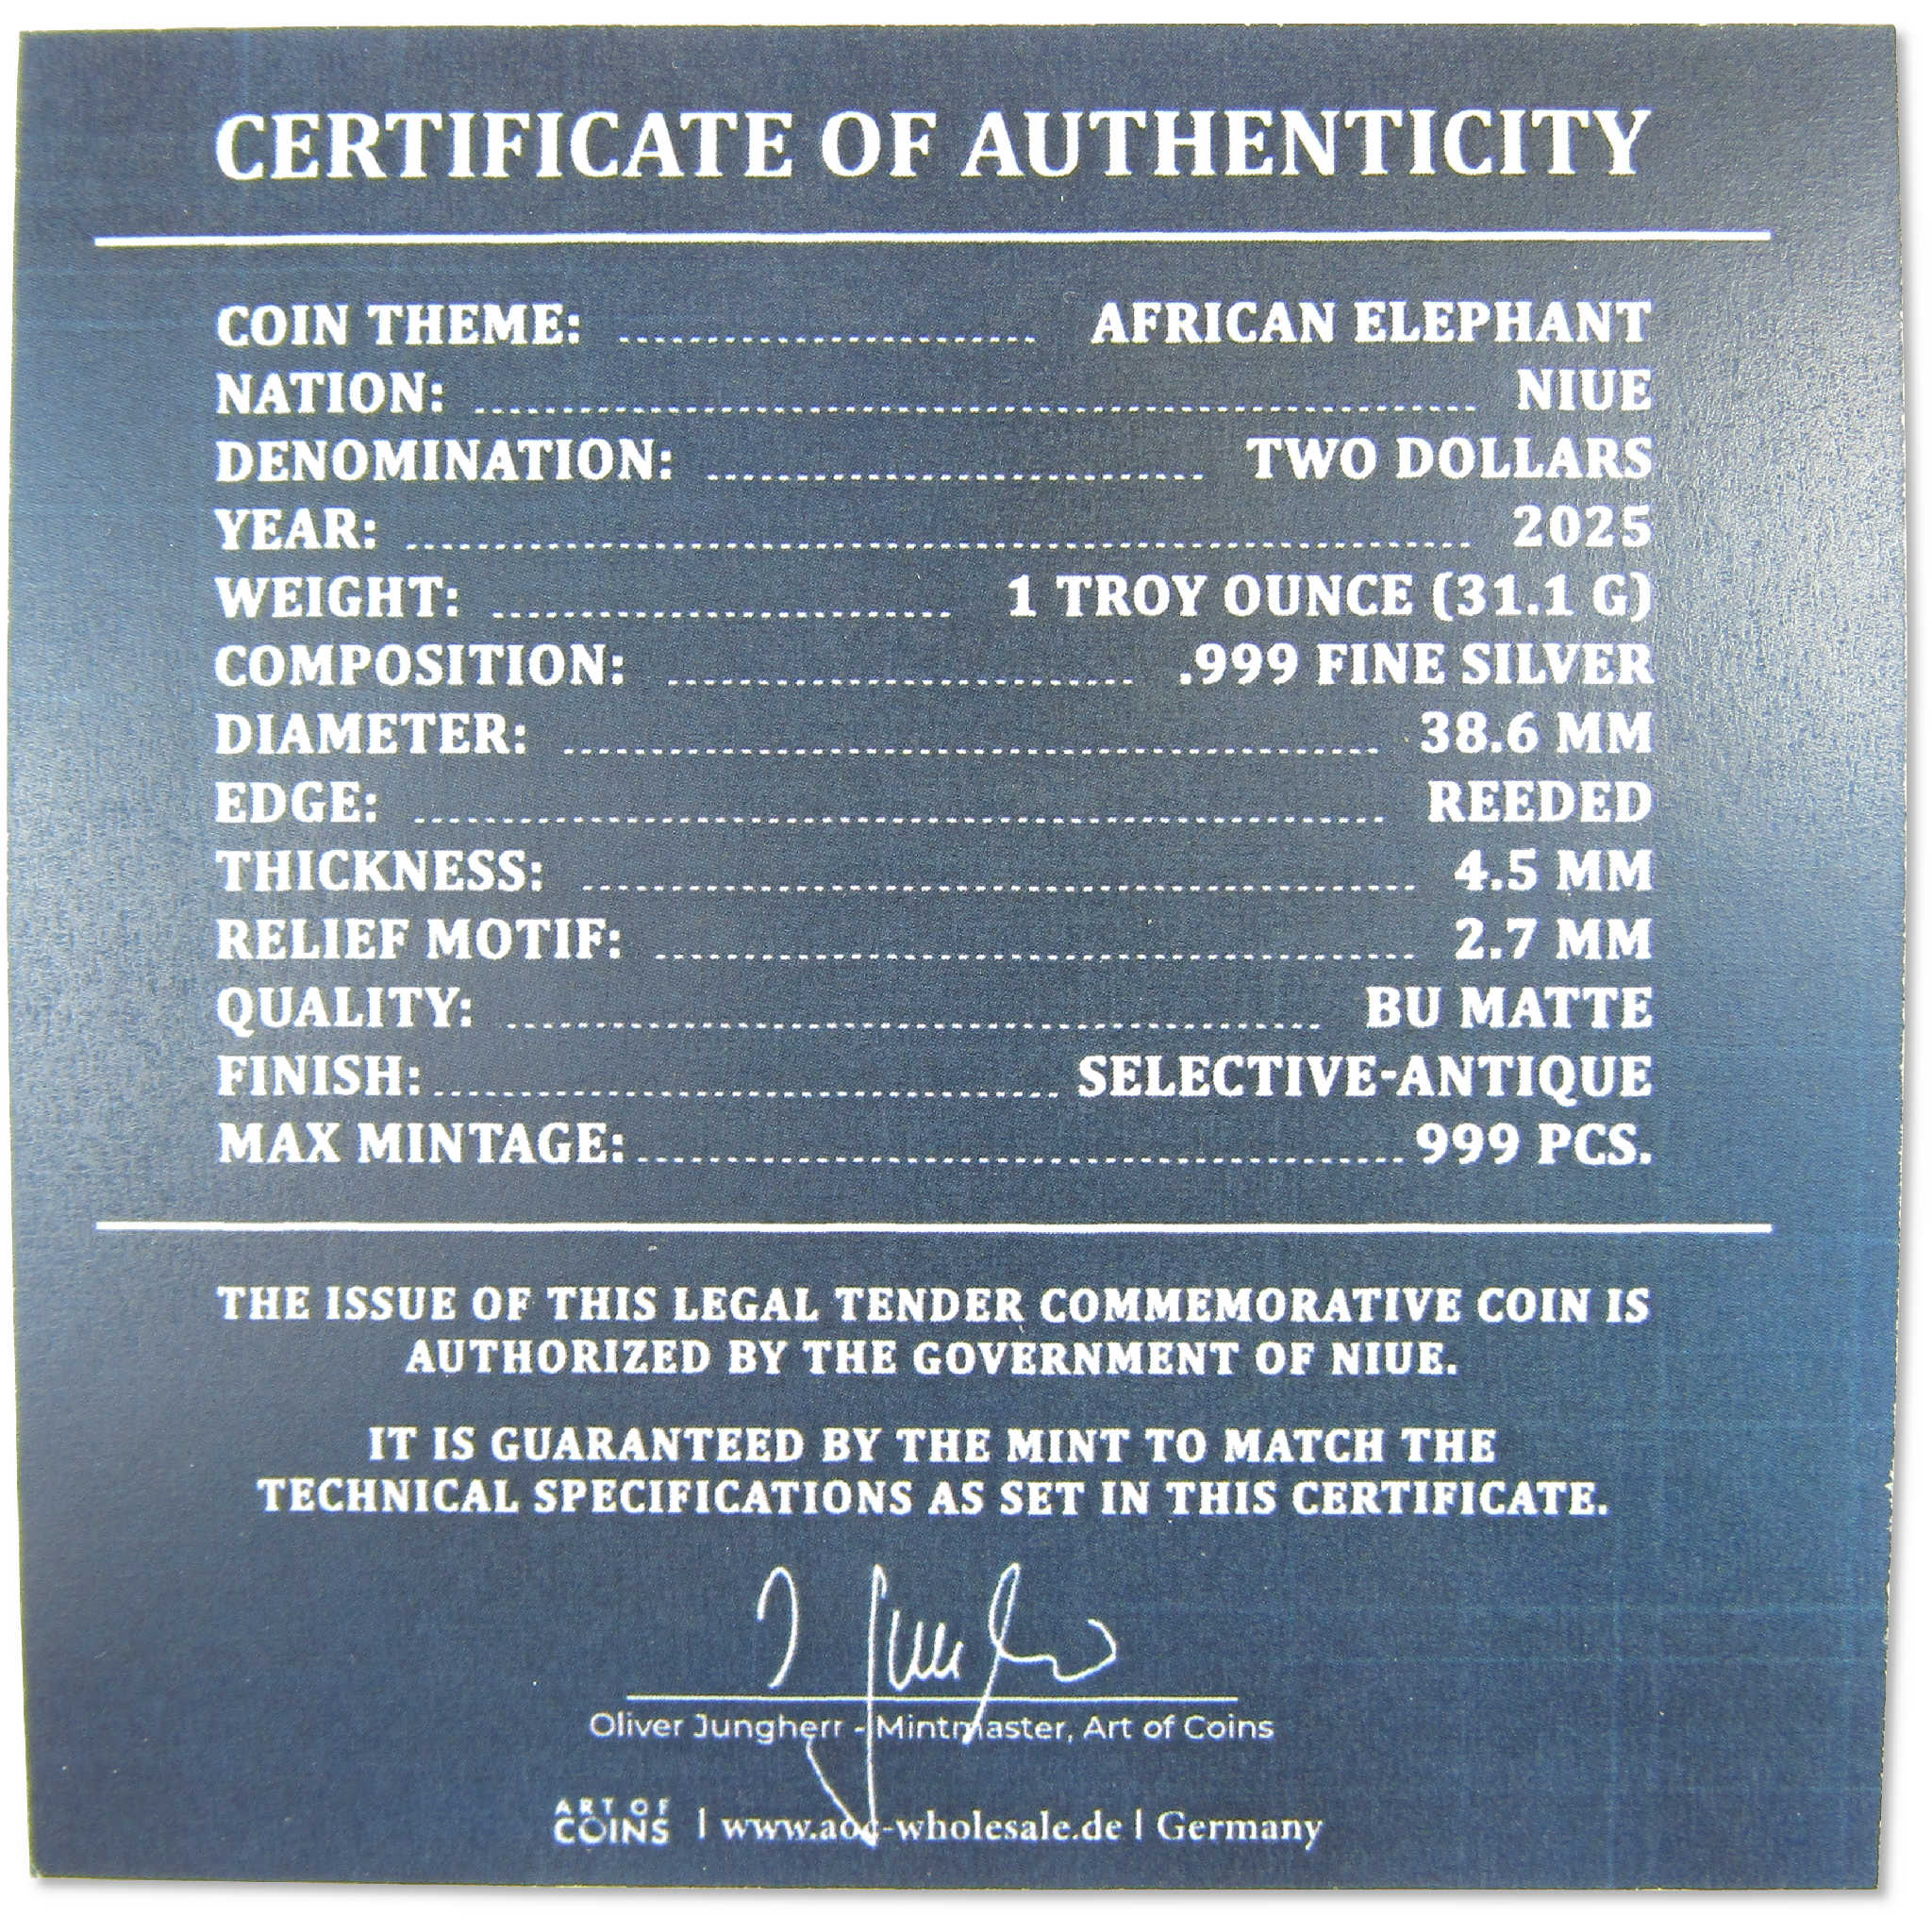 CERTIFICATE OF AUTHENTICITY
COIN THEME: ........................ AFRICAN ELEPHANT
NATION: ........................................................ NIUE
DENOMINATION: ............................ TWO DOLLARS
YEAR: ............................................................ 2025
WEIGHT: .......................... 1 TROY OUNCE (31.1 G)
COMPOSITION: .......................... .999 FINE SILVER
DIAMETER: .............................................. 38.6 MM
EDGE: ...................................................... REEDED
THICKNESS: ............................................... 4.5 MM
RELIEF MOTIF: ........................................... 2.7 MM
QUALITY: .............................................. BU MATTE
FINISH:................................... SELECTIVE-ANTIQUE
MAX MINTAGE:...........................................999 PCS.
THE ISSUE OF THIS LEGAL TENDER COMMEMORATIVE COIN IS
AUTHORIZED BY THE GOVERNMENT OF NIUE.
IT IS GUARANTEED BY THE MINT TO MATCH THE
TECHNICAL SPECIFICATIONS AS SET IN THIS CERTIFICATE.
Oliver Jungherr - Mintmaster, Art of Coins
ART OF
COINS | www.aoc-wholesale.de | Germany